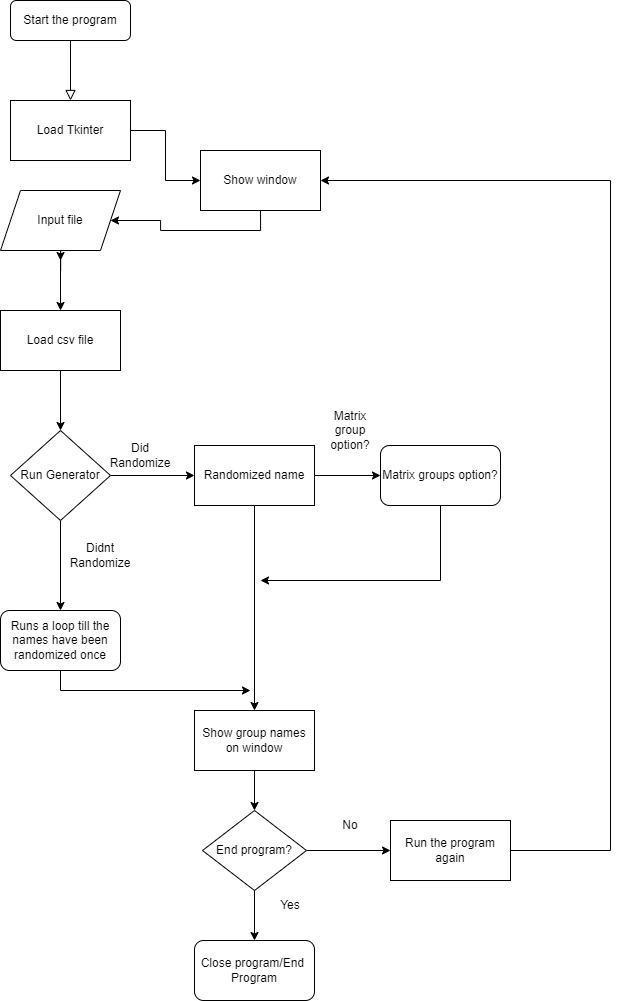 Start the program
Load Tkinter
Show window
Input file
Load csv file
Matrix
group
option?
Did
Randomize
Run Generator
Randomized name
Matrix groups option?
Didnt
Randomize
Runs a loop till the
names have been
randomized once
Show group names
on window
No
End program?
Run the program
again
Yes
Close program/End
Program